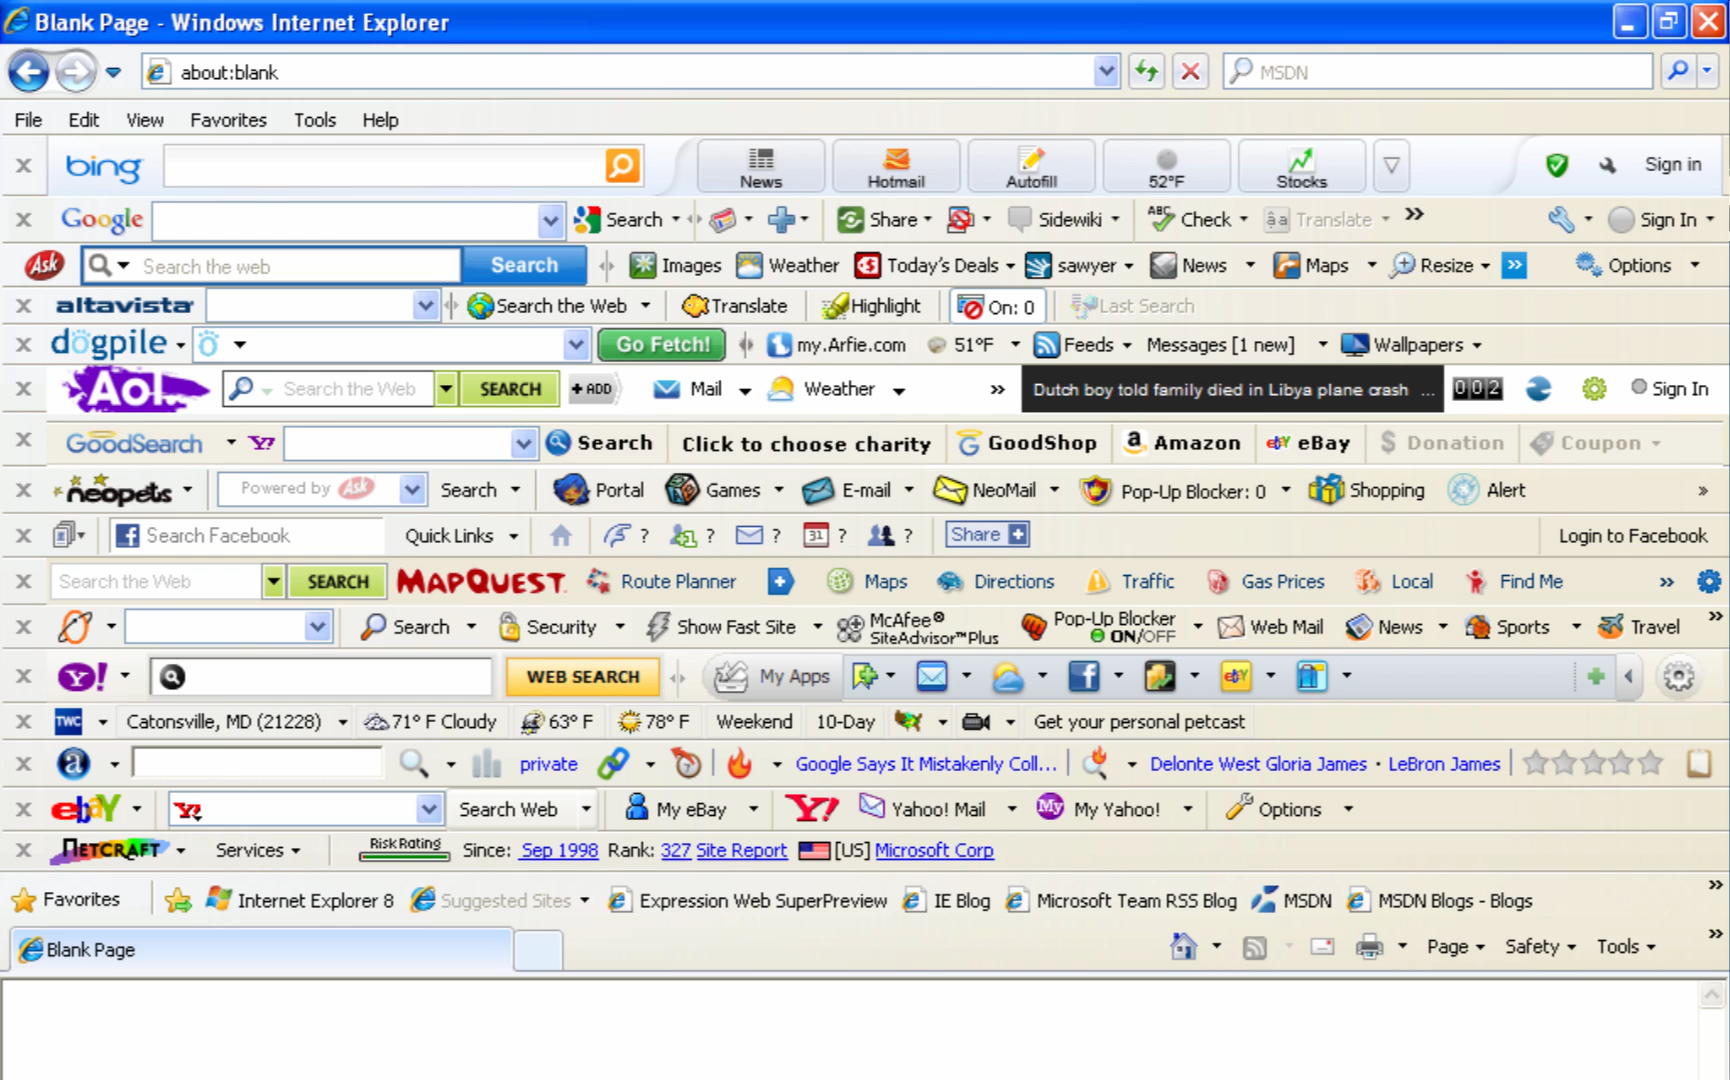 Blank Page - Windows Internet Explorer
about:blank MSDN
File Edit View Favorites Tools Help
bing News Hotmail Autofill 52°F Stocks Sign in
Google Search Share Sidewiki ABC Check âa Translate » Sign In
Ask Search the web Search Images Weather Today's Deals sawyer News Maps Resize » Options
altavista Search the Web Translate Highlight On: 0 Last Search
dogpile Go Fetch! my.Arfie.com 51°F Feeds Messages [1 new] Wallpapers
Aol. Search the Web SEARCH + ADD Mail Weather » Dutch boy told family died in Libya plane crash ... 002 Sign In
GoodSearch Y! Search Click to choose charity GoodShop a Amazon ebY eBay $ Donation Coupon
neopets Powered by Ask Search Portal Games E-mail NeoMail Pop-Up Blocker: 0 Shopping Alert »
Search Facebook Quick Links ? ? ? 31 ? ? Share Login to Facebook
Search the Web SEARCH MAPQUEST. Route Planner Maps Directions Traffic Gas Prices Local Find Me »
Search Security Show Fast Site McAfee® SiteAdvisor™Plus Pop-Up Blocker ON/OFF Web Mail News Sports Travel »
Y! WEB SEARCH My Apps ebY
TWC Catonsville, MD (21228) 71° F Cloudy 63° F 78° F Weekend 10-Day Get your personal petcast
a private Google Says It Mistakenly Coll... Delonte West Gloria James • LeBron James
ebaY Y! Search Web My eBay Y! Yahoo! Mail My My Yahoo! Options
NETCRAFT Services Risk Rating Since: Sep 1998 Rank: 327 Site Report [US] Microsoft Corp
Favorites Internet Explorer 8 Suggested Sites Expression Web SuperPreview IE Blog Microsoft Team RSS Blog MSDN MSDN Blogs - Blogs »
Blank Page Page Safety Tools »